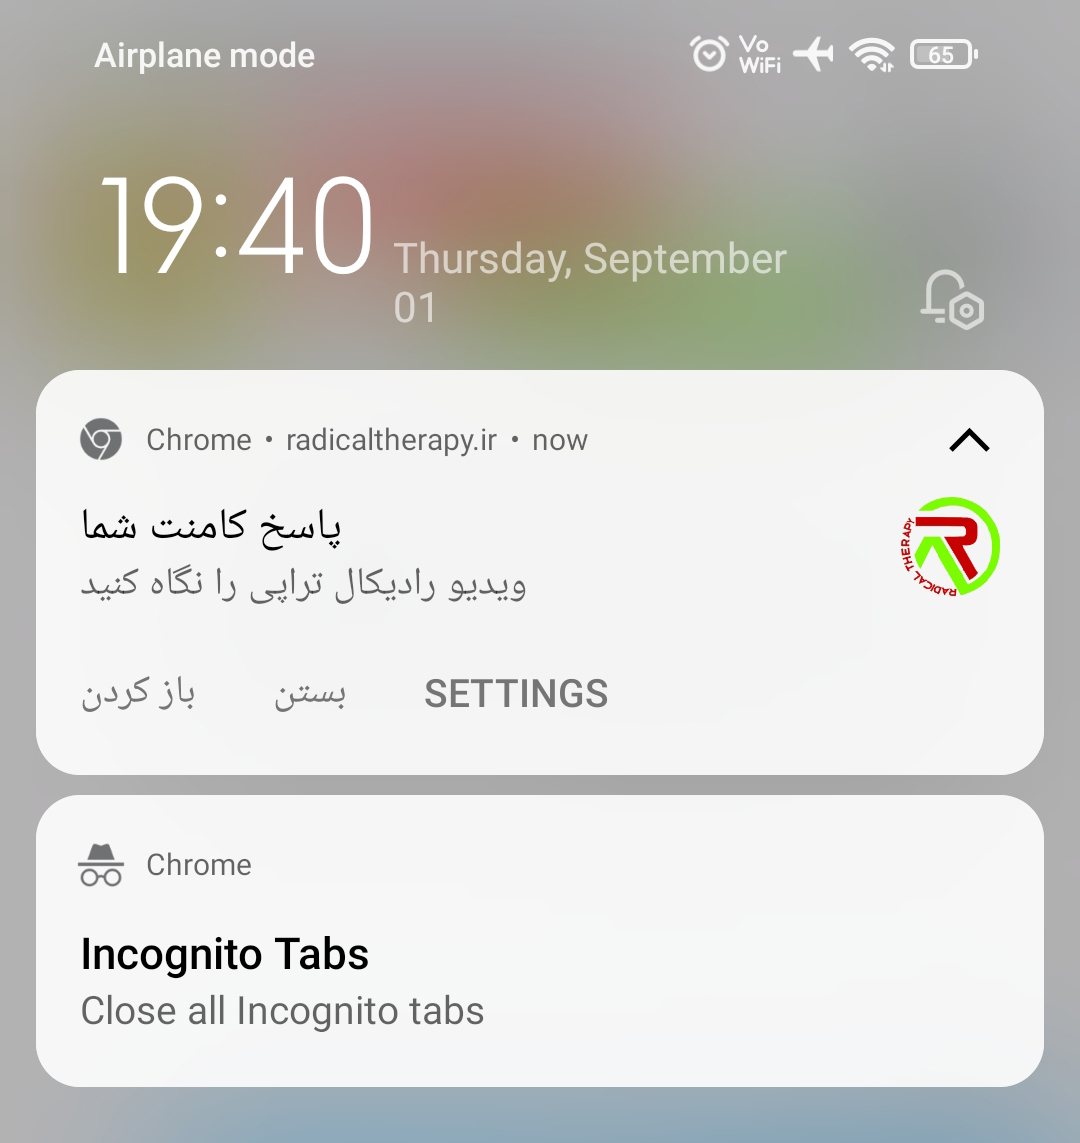 Airplane mode
Vo WiFi
65
19:40
Thursday, September
01
Chrome • radicaltherapy.ir • now
پاسخ کامنت شما
ویدیو رادیکال تراپی را نگاه کنید
RADICAL THERAPY
باز کردن بستن SETTINGS
Chrome
Incognito Tabs
Close all Incognito tabs